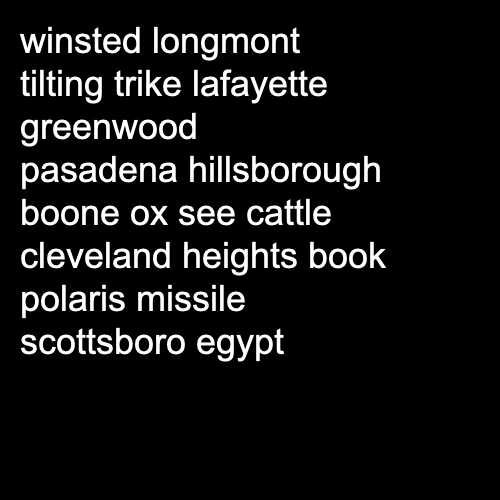 winsted longmont
tilting trike lafayette
greenwood
pasadena hillsborough
boone ox see cattle
cleveland heights book
polaris missile
scottsboro egypt